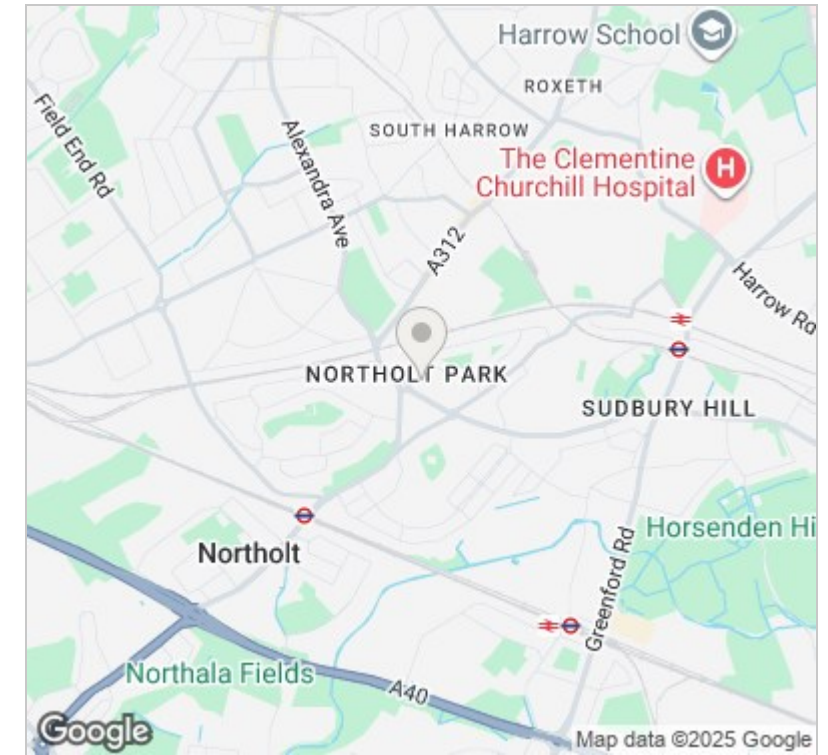 Harrow School
ROXETH
Field End Rd
Alexandra Ave
SOUTH HARROW
The Clementine
Churchill Hospital
H
A312
Harrow Rd
NORTHOLT PARK
SUDBURY HILL
Horsenden Hi
Northolt
Greenford Rd
Northala Fields
A40
Google
Map data ©2025 Google